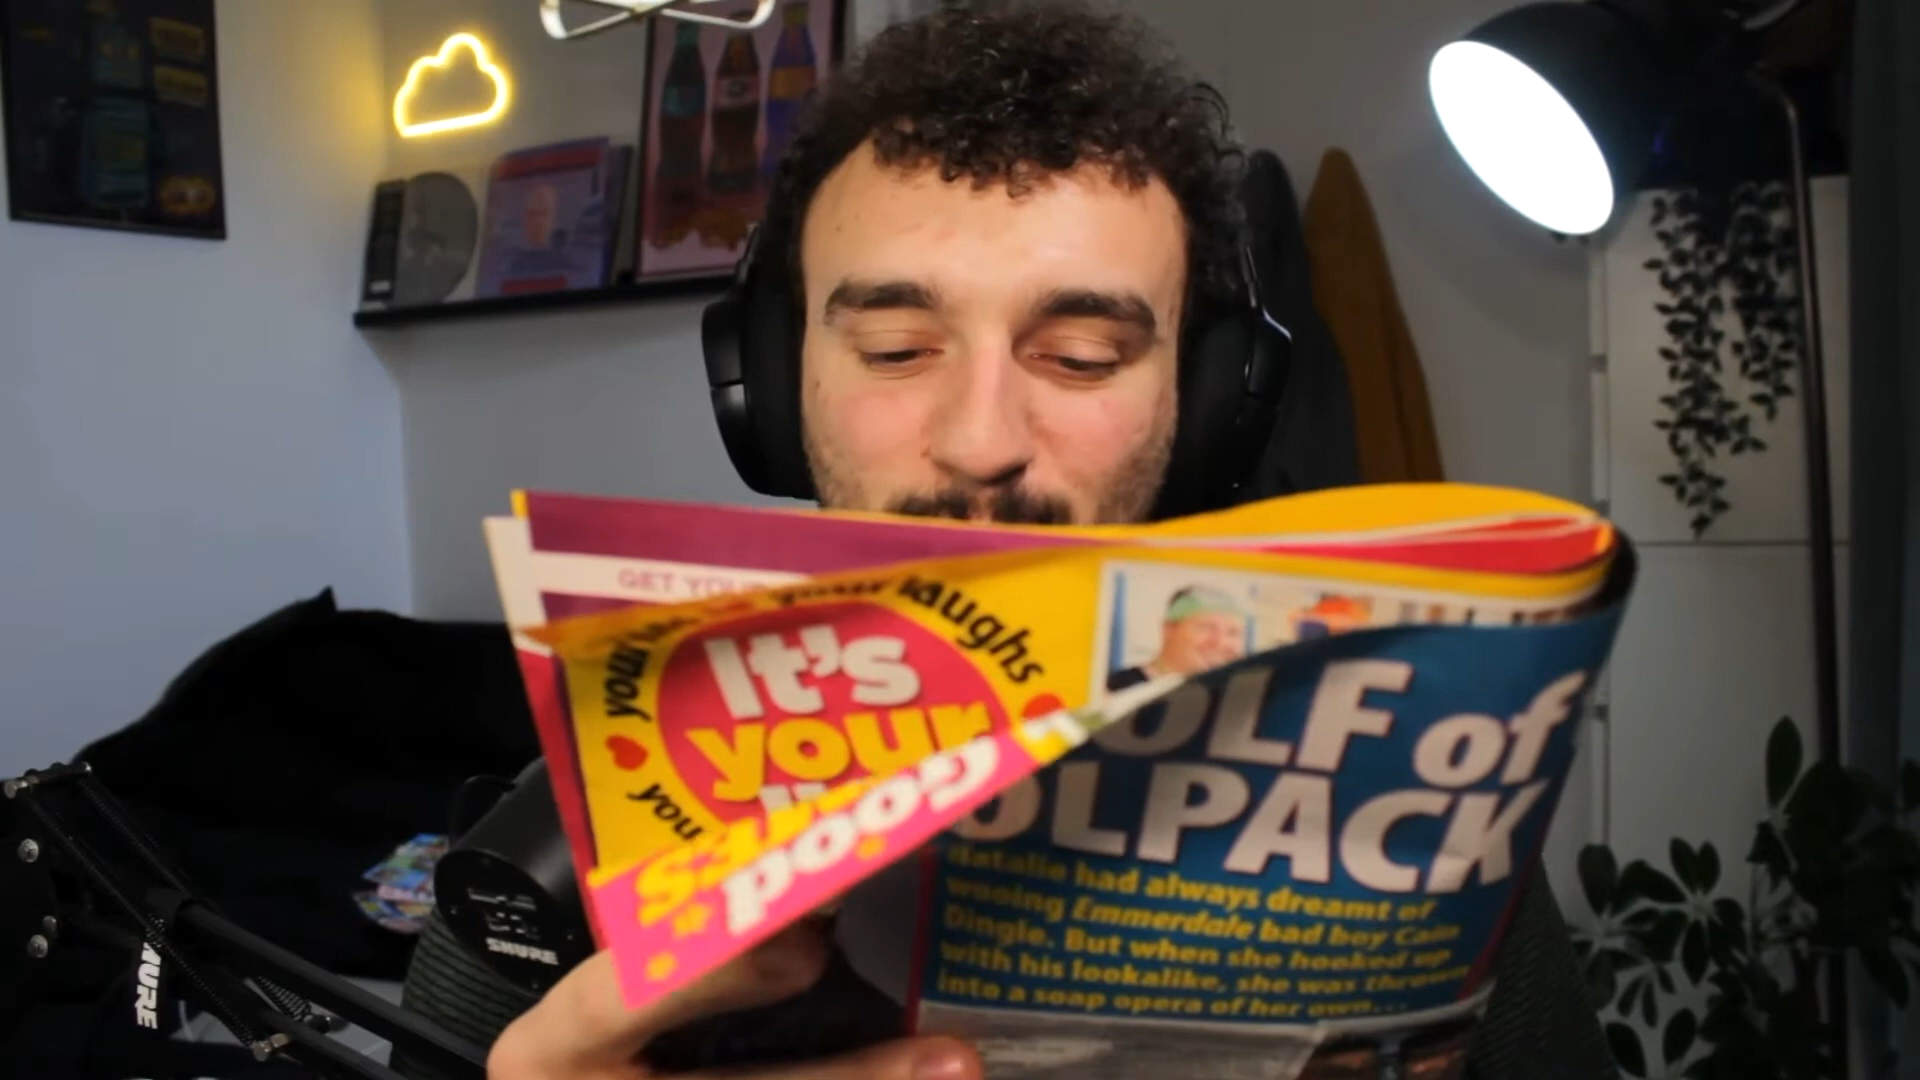 GET YOUR
your laughs
your
It's
your
you
Good
OLF of
OLPACK
Natalie had always dreamt of
wooing Emmerdale bad boy Cain
Dingle. But when she hooked up
with his lookalike, she was thrown
into a soap opera of her own...
SHURE
SHURE